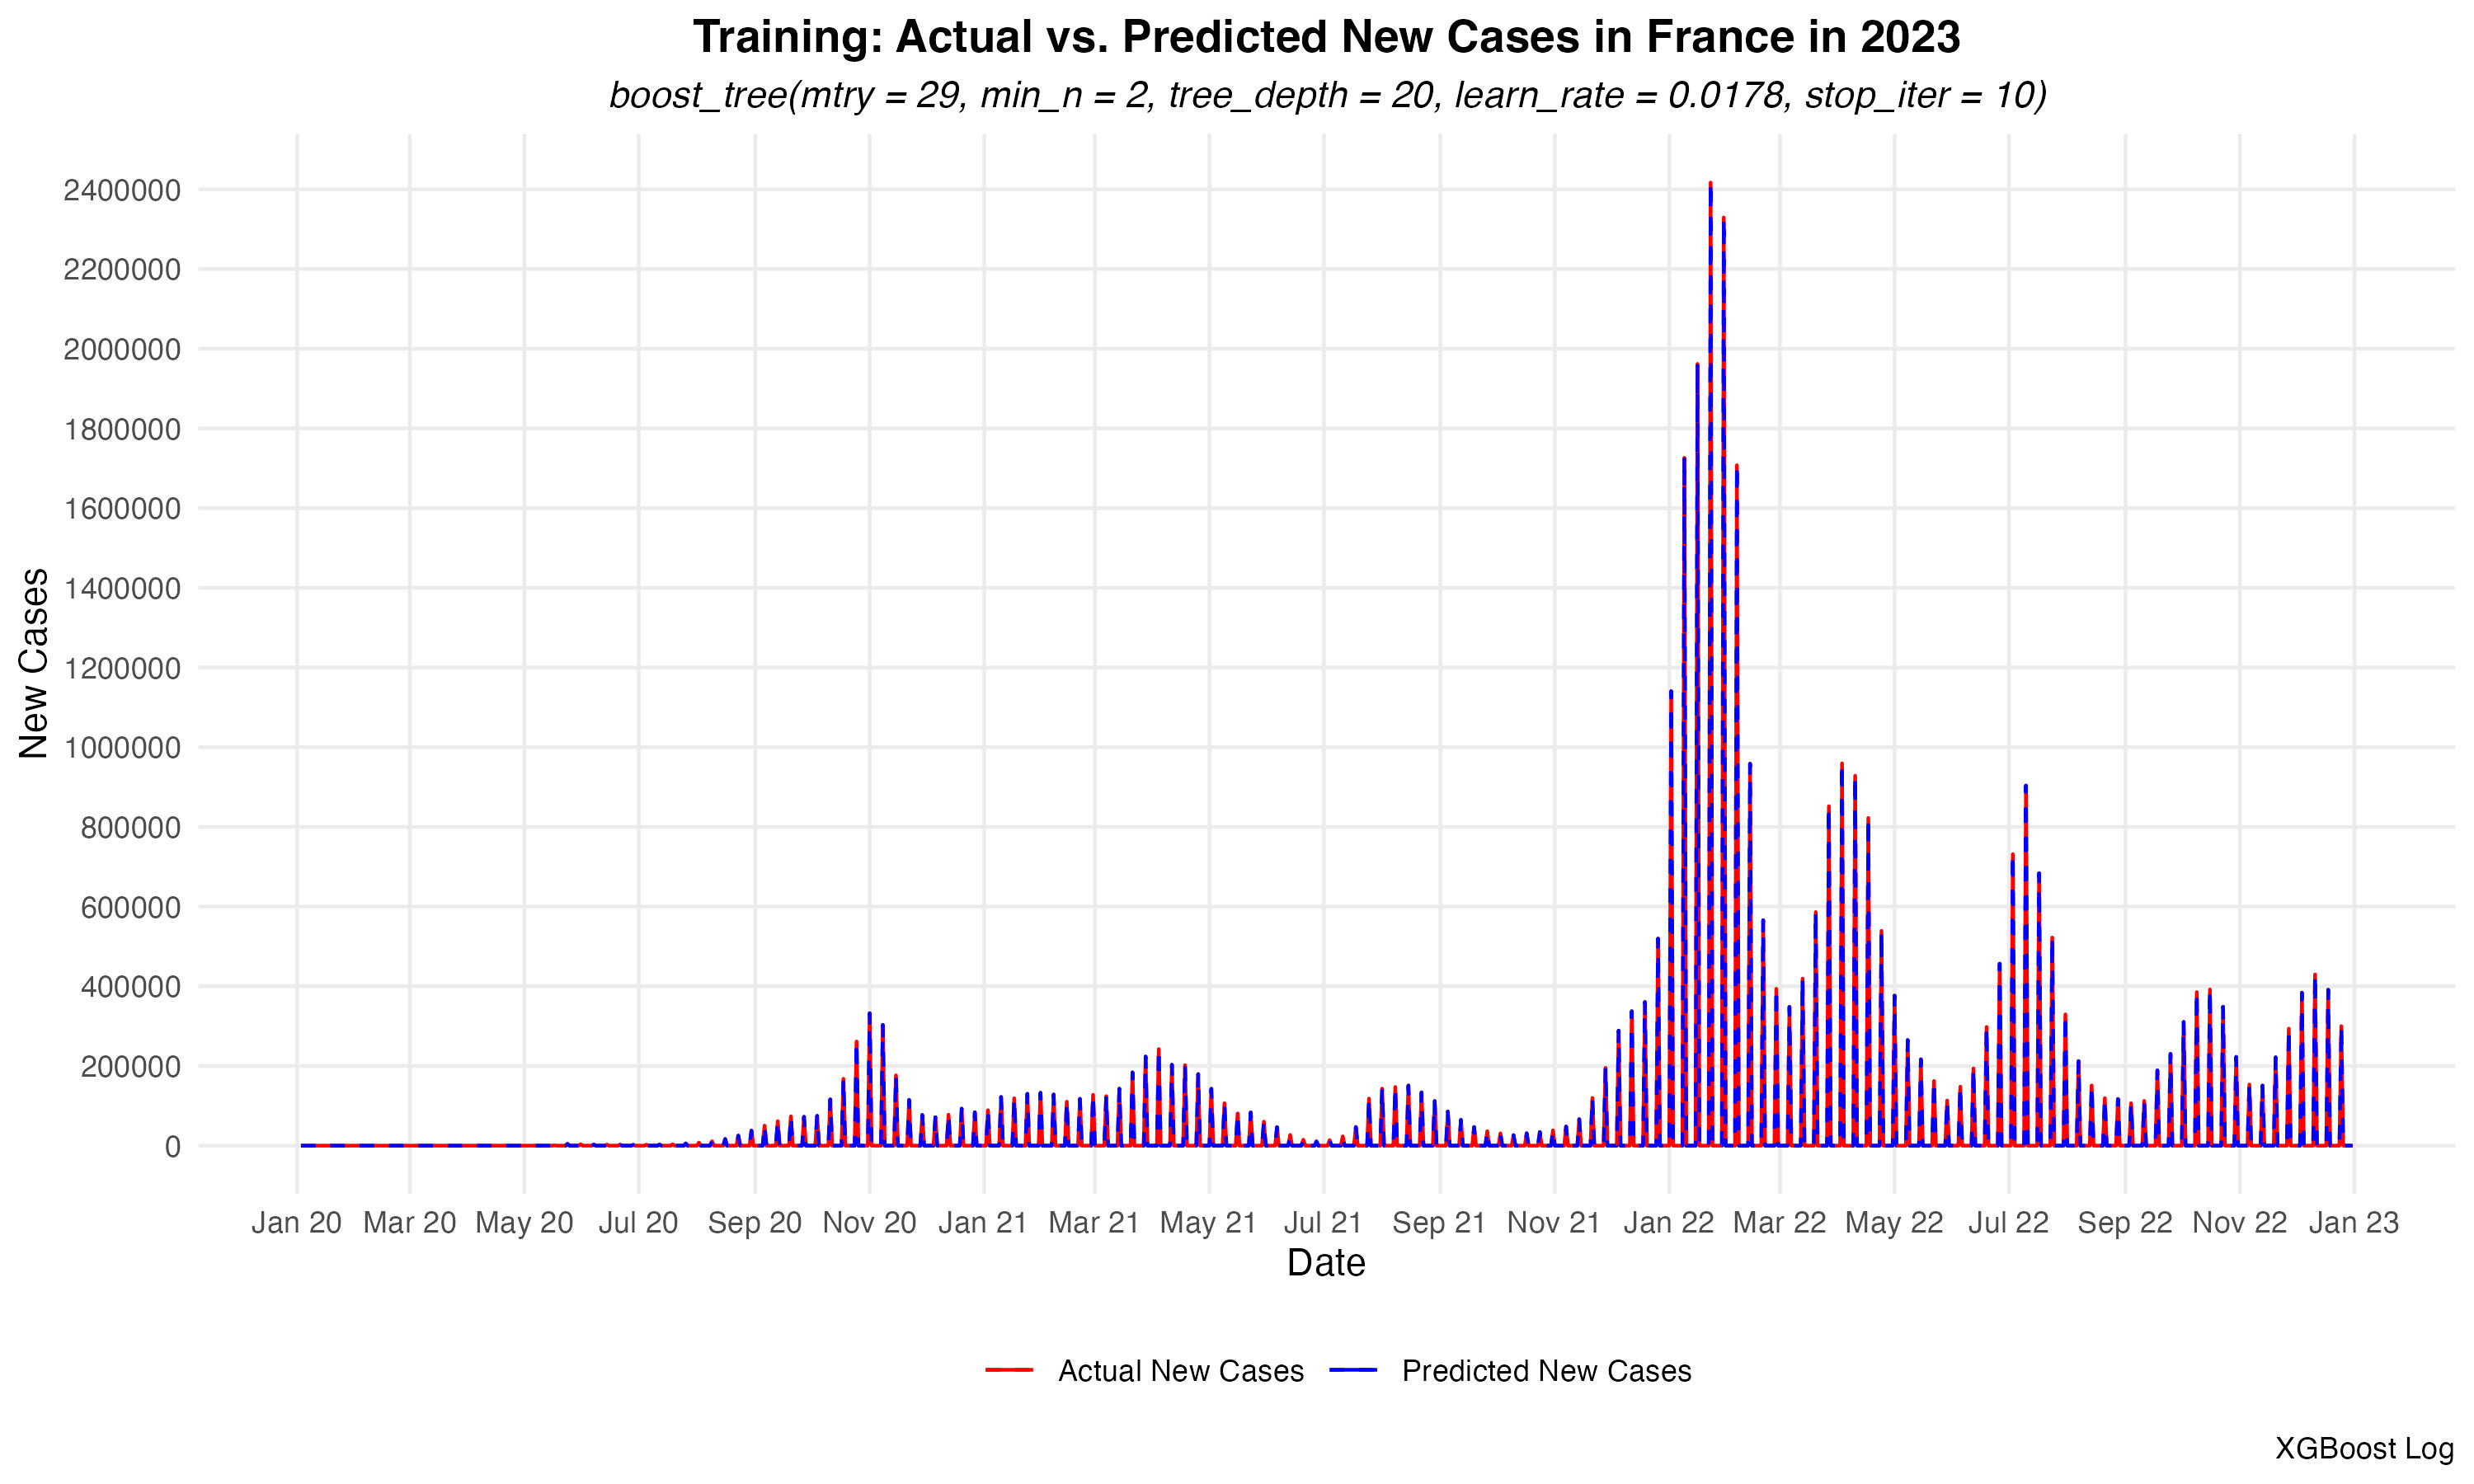 Training: Actual vs. Predicted New Cases in France in 2023
boost_tree(mtry = 29, min_n = 2, tree_depth = 20, learn_rate = 0.0178, stop_iter = 10)
New Cases
2400000
2200000
2000000
1800000
1600000
1400000
1200000
1000000
800000
600000
400000
200000
0
Jan 20 Mar 20 May 20 Jul 20 Sep 20 Nov 20 Jan 21 Mar 21 May 21 Jul 21 Sep 21 Nov 21 Jan 22 Mar 22 May 22 Jul 22 Sep 22 Nov 22 Jan 23
Date
Actual New Cases Predicted New Cases
XGBoost Log